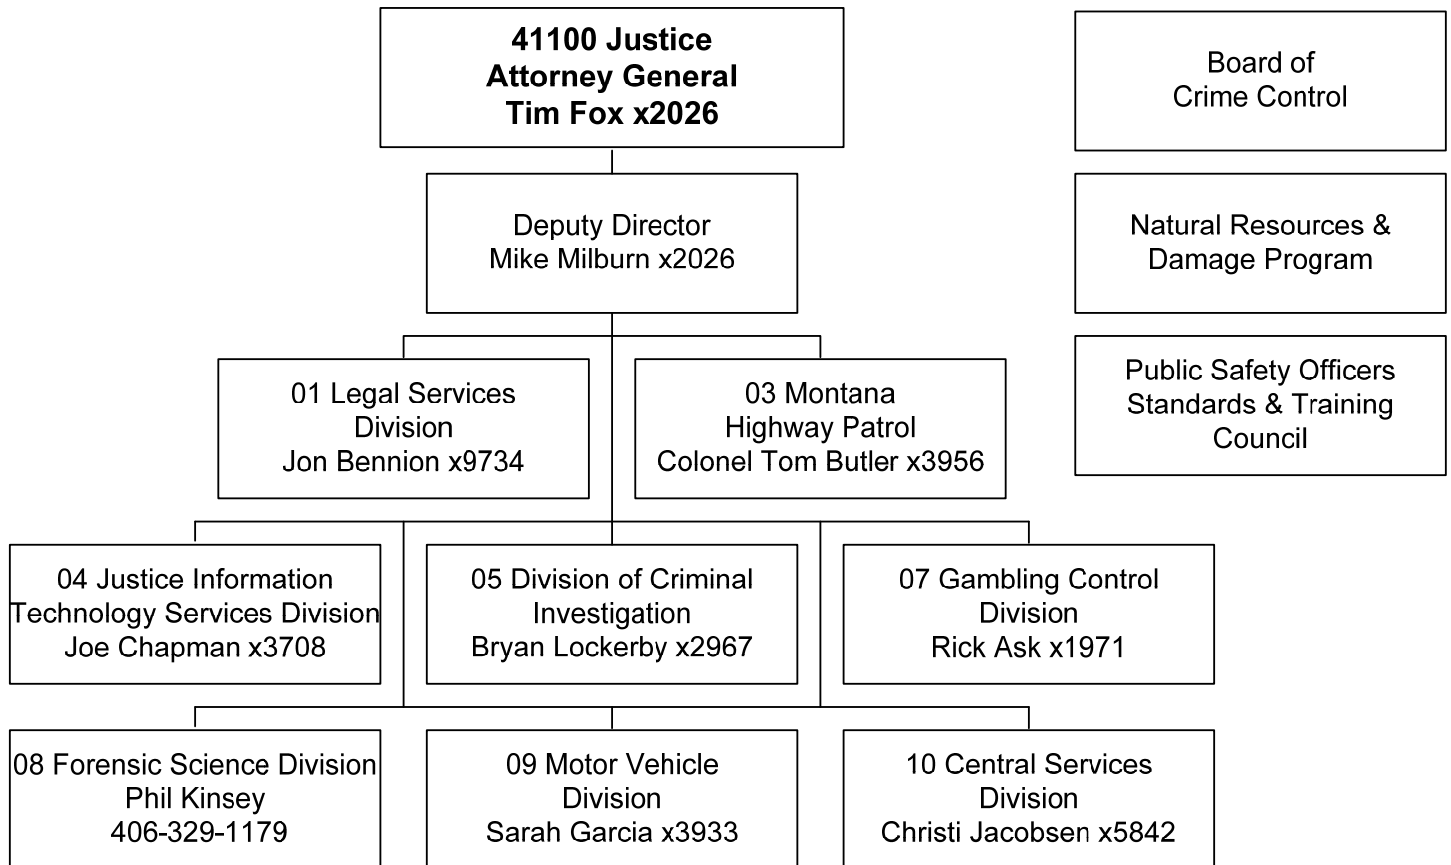 41100 Justice
Attorney General
Tim Fox x2026
Board of
Crime Control
Deputy Director
Mike Milburn x2026
Natural Resources &
Damage Program
01 Legal Services
Division
Jon Bennion x9734
03 Montana
Highway Patrol
Colonel Tom Butler x3956
Public Safety Officers
Standards & Training
Council
04 Justice Information
Technology Services Division
Joe Chapman x3708
05 Division of Criminal
Investigation
Bryan Lockerby x2967
07 Gambling Control
Division
Rick Ask x1971
08 Forensic Science Division
Phil Kinsey
406-329-1179
09 Motor Vehicle
Division
Sarah Garcia x3933
10 Central Services
Division
Christi Jacobsen x5842